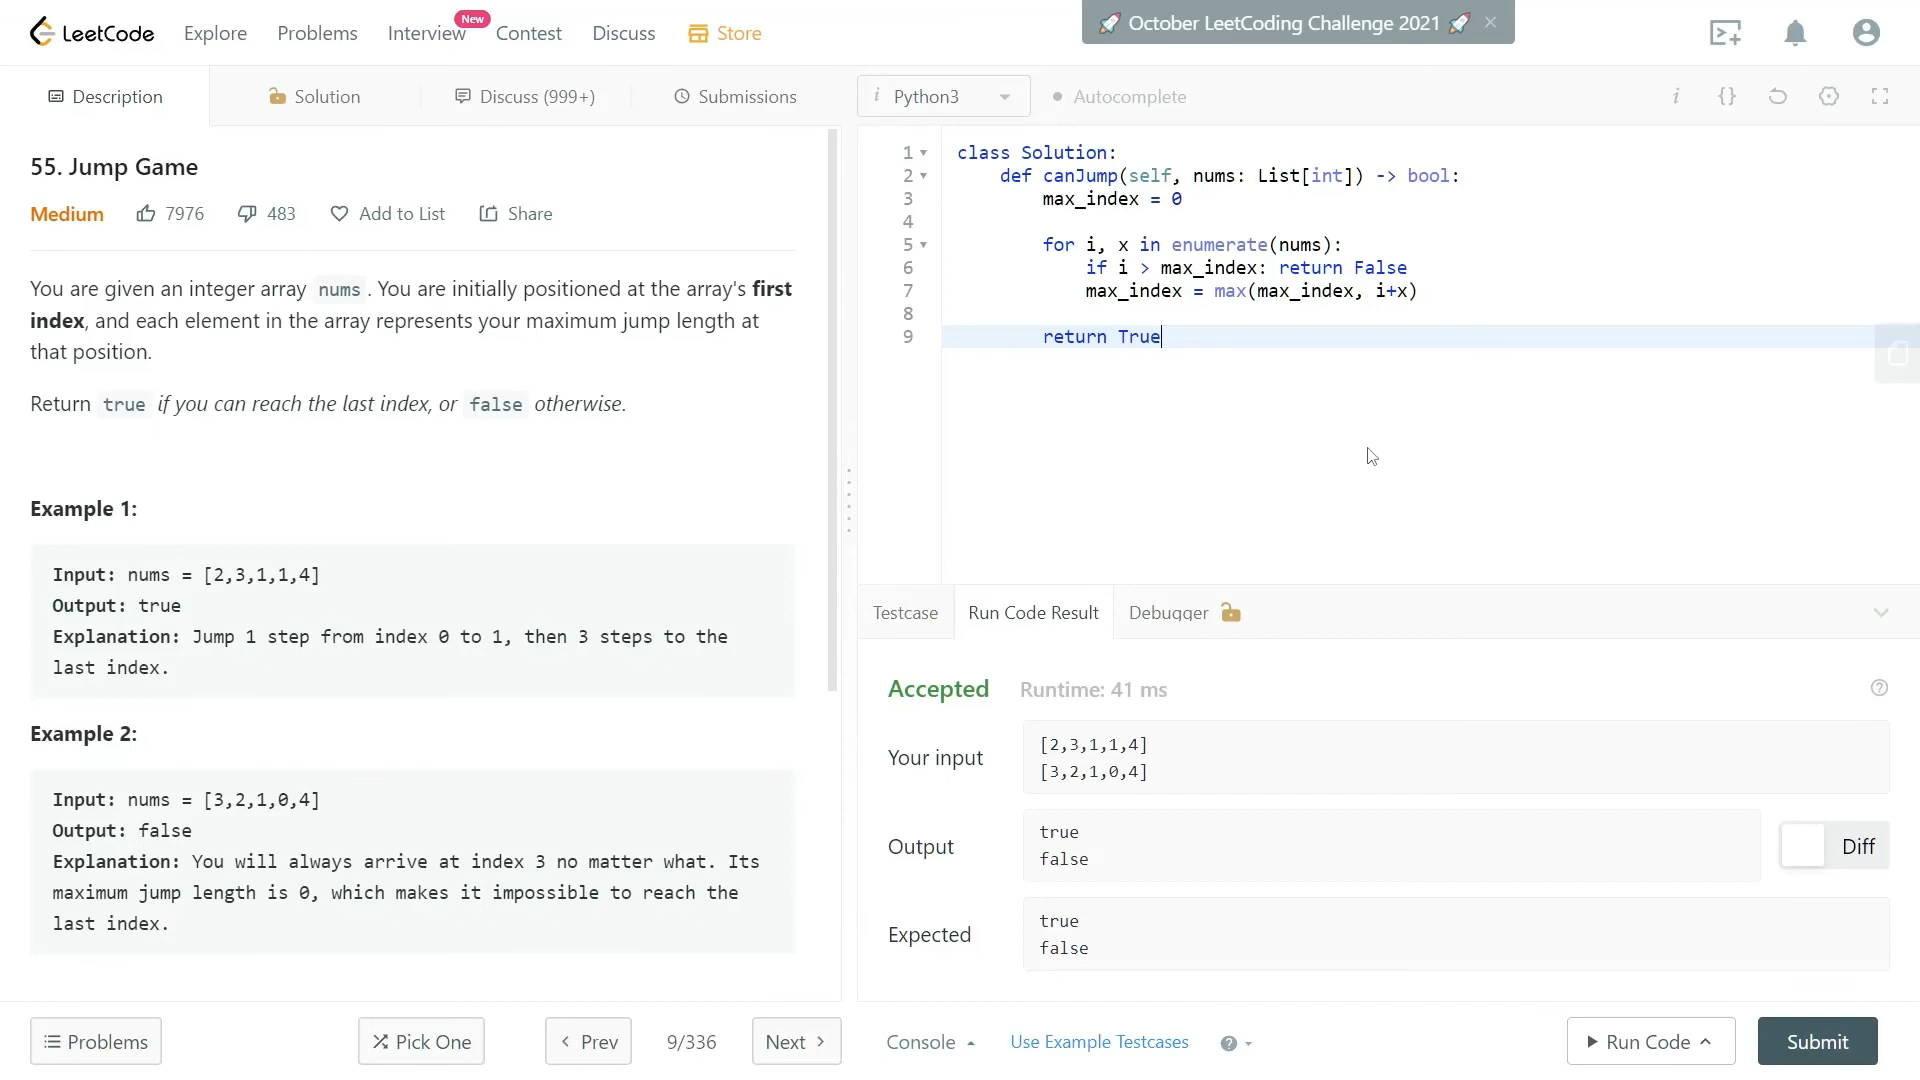 LeetCode Explore Problems Interview New Contest Discuss Store
🚀 October LeetCoding Challenge 2021 🚀 ×
Description Solution Discuss (999+) Submissions
i Python3 Autocomplete i {}
55. Jump Game
Medium 7976 483 Add to List Share
You are given an integer array nums. You are initially positioned at the array's first
index, and each element in the array represents your maximum jump length at
that position.
Return true if you can reach the last index, or false otherwise.
Example 1:
Input: nums = [2,3,1,1,4]
Output: true
Explanation: Jump 1 step from index 0 to 1, then 3 steps to the
last index.
Example 2:
Input: nums = [3,2,1,0,4]
Output: false
Explanation: You will always arrive at index 3 no matter what. Its
maximum jump length is 0, which makes it impossible to reach the
last index.
Problems Pick One < Prev 9/336 Next >
1 class Solution:
2 def canJump(self, nums: List[int]) -> bool:
3 max_index = 0
4
5 for i, x in enumerate(nums):
6 if i > max_index: return False
7 max_index = max(max_index, i+x)
8
9 return True
Testcase Run Code Result Debugger
Accepted Runtime: 41 ms ?
Your input
[2,3,1,1,4]
[3,2,1,0,4]
Output
true
false
Diff
Expected
true
false
Console Use Example Testcases ? Run Code Submit